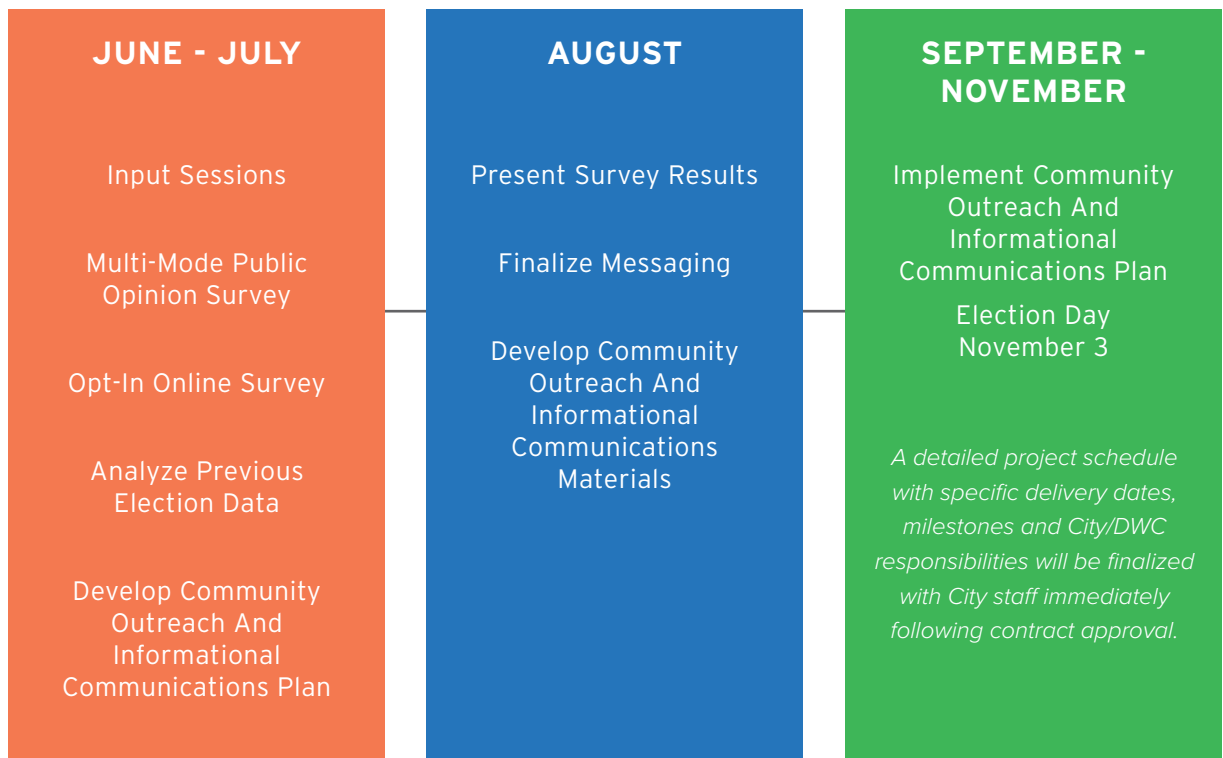 JUNE - JULY
Input Sessions
Multi-Mode Public
Opinion Survey
Opt-In Online Survey
Analyze Previous
Election Data
Develop Community
Outreach And
Informational
Communications Plan
AUGUST
Present Survey Results
Finalize Messaging
Develop Community
Outreach And
Informational
Communications
Materials
SEPTEMBER -
NOVEMBER
Implement Community
Outreach And
Informational
Communications Plan
Election Day
November 3
A detailed project schedule
with specific delivery dates,
milestones and City/DWC
responsibilities will be finalized
with City staff immediately
following contract approval.